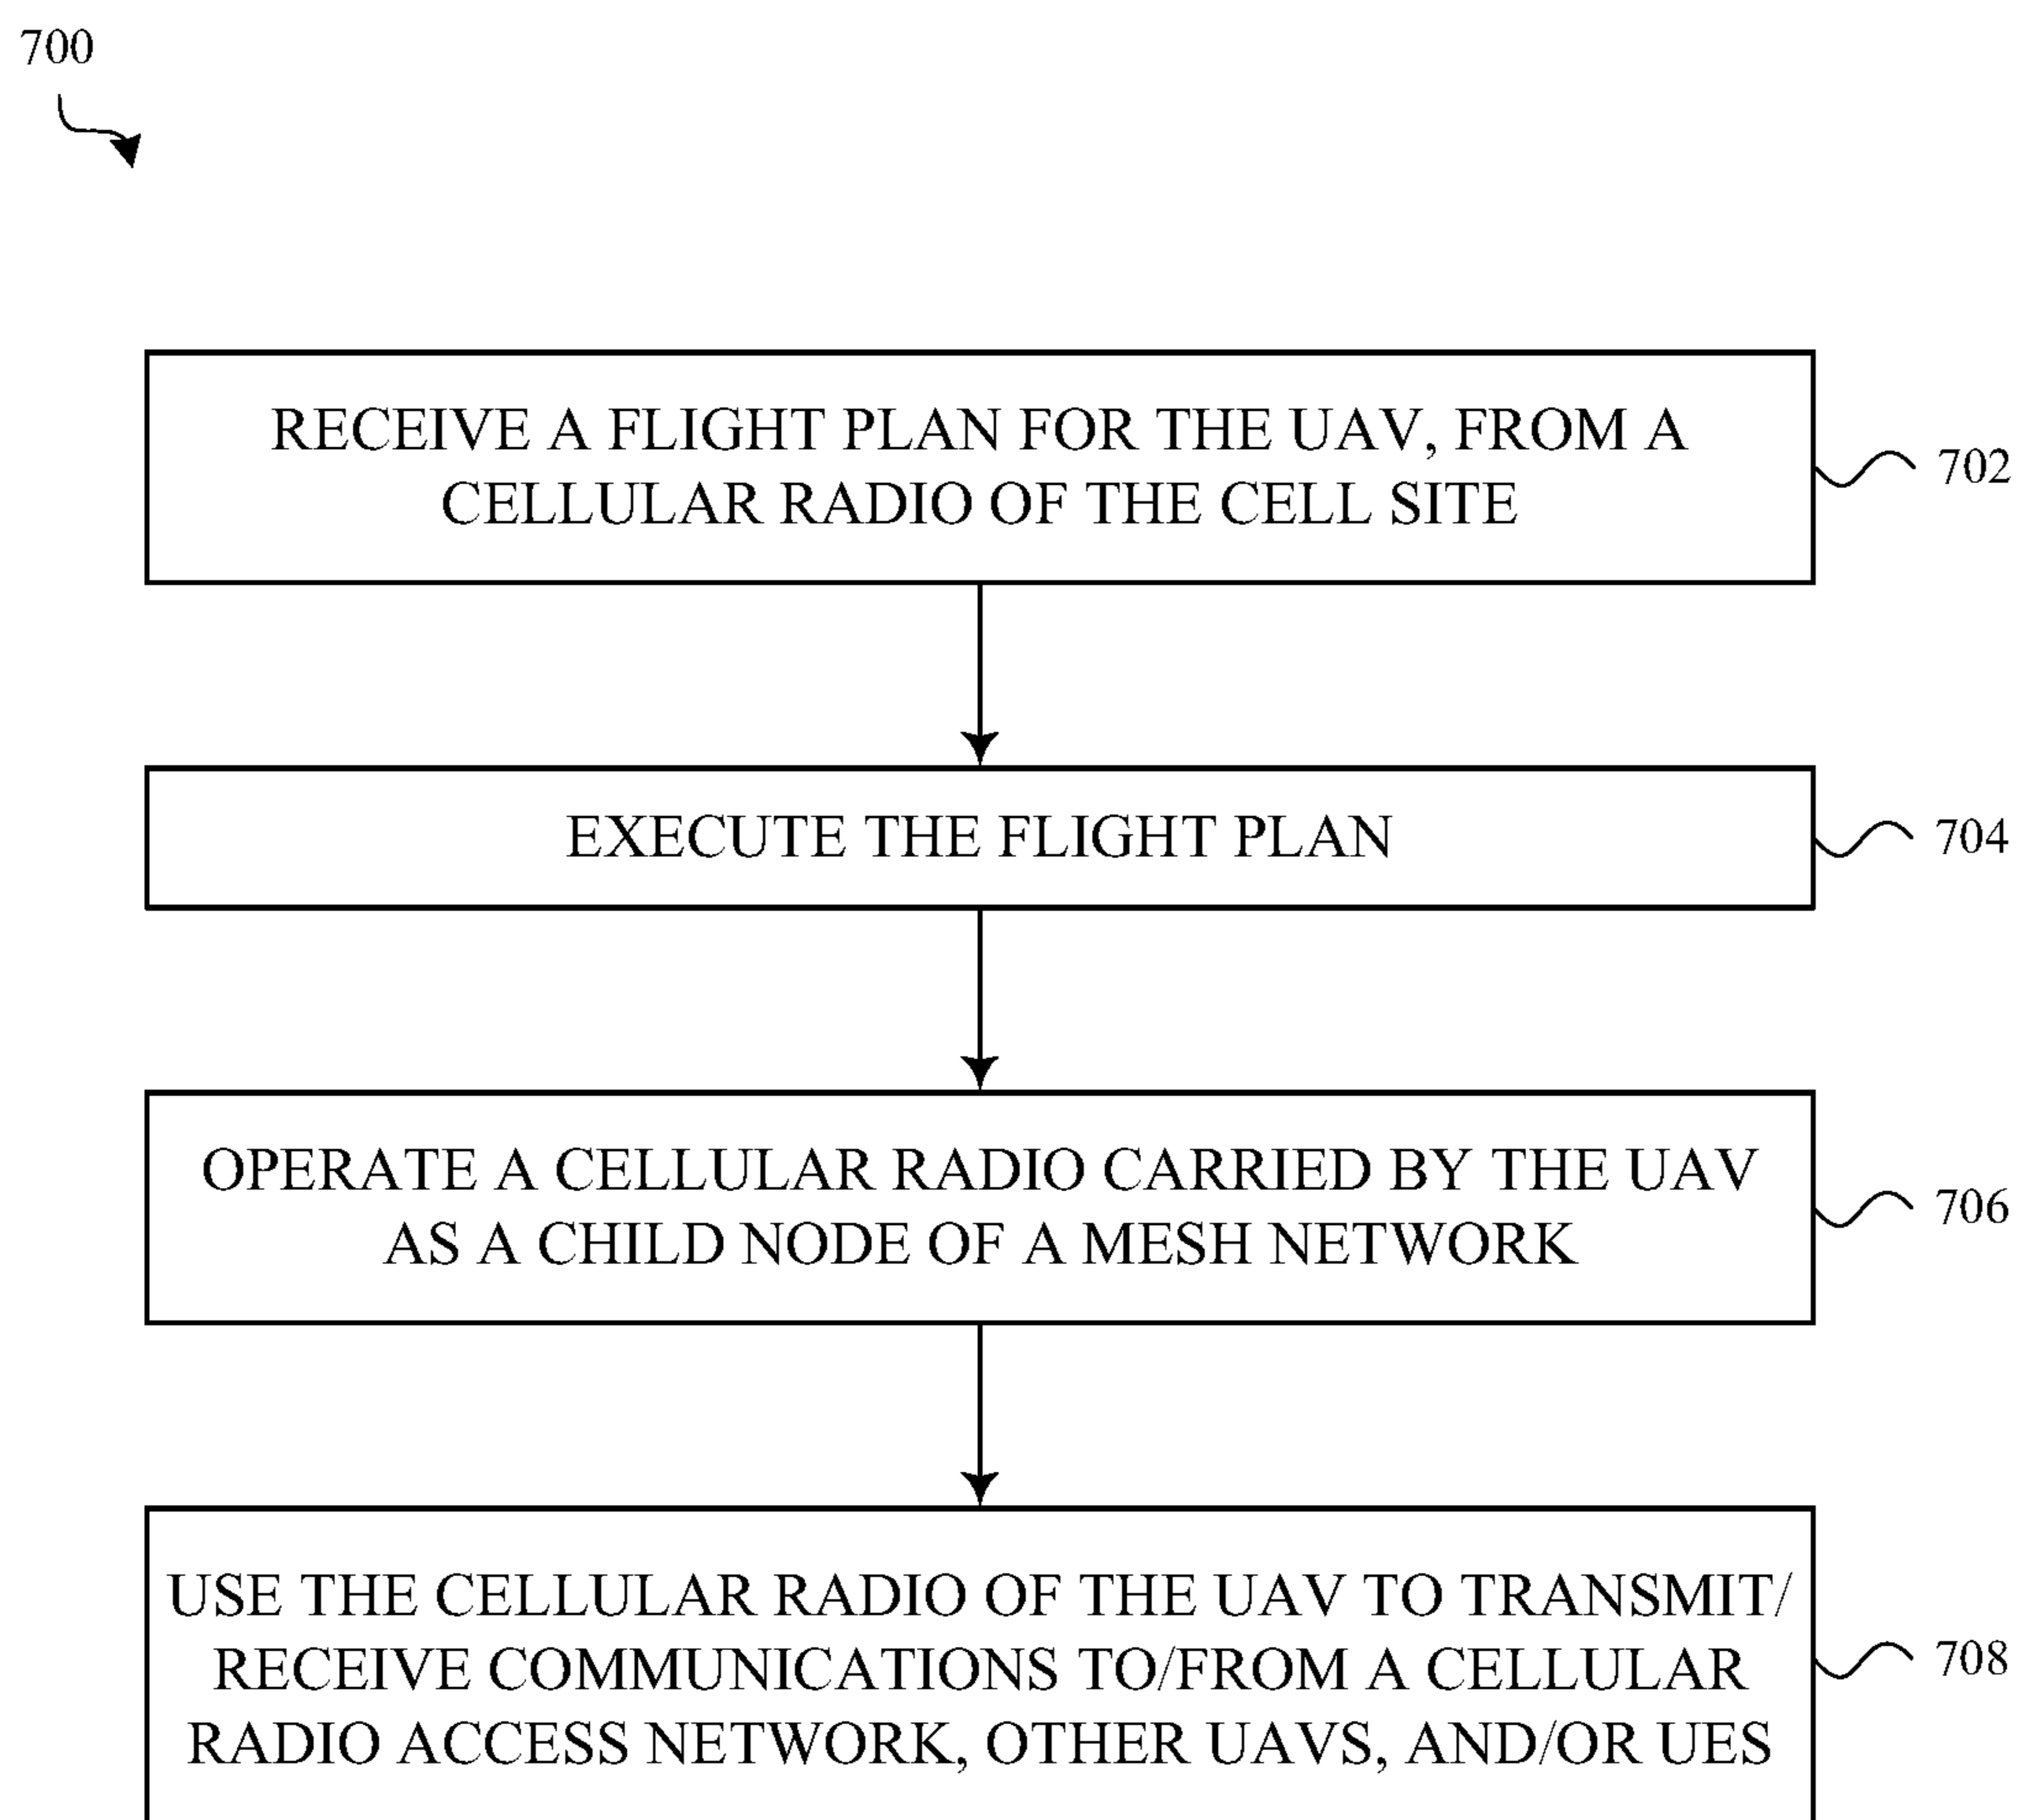 700
RECEIVE A FLIGHT PLAN FOR THE UAV, FROM A
CELLULAR RADIO OF THE CELL SITE
702
EXECUTE THE FLIGHT PLAN
704
OPERATE A CELLULAR RADIO CARRIED BY THE UAV
AS A CHILD NODE OF A MESH NETWORK
706
USE THE CELLULAR RADIO OF THE UAV TO TRANSMIT/
RECEIVE COMMUNICATIONS TO/FROM A CELLULAR
RADIO ACCESS NETWORK, OTHER UAVS, AND/OR UES
708